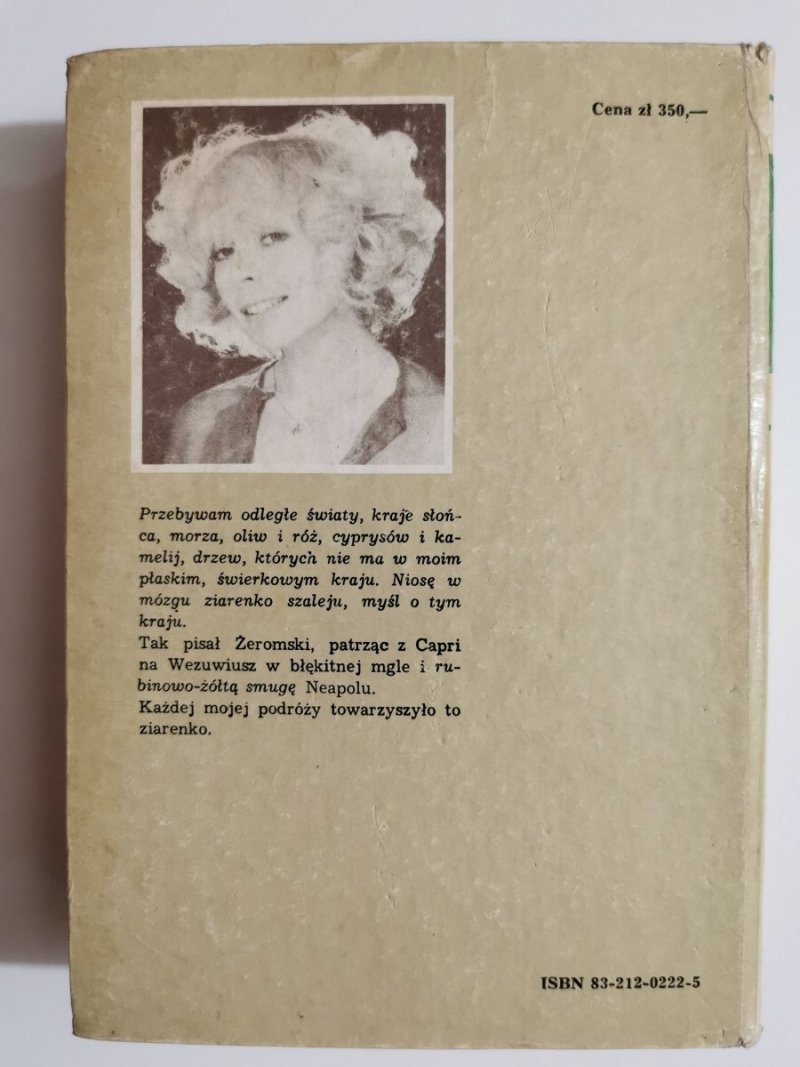 Cena zł 350,—
Przebywam odległe światy, kraje słoń-
ca, morza, oliw i róż, cyprysów i ka-
melij, drzew, których nie ma w moim
płaskim, świerkowym kraju. Niosę w
mózgu ziarenko szaleju, myśl o tym
kraju.
Tak pisał Żeromski, patrząc z Capri
na Wezuwiusz w błękitnej mgle i ru-
binowo-żółtą smugę Neapolu.
Każdej mojej podróży towarzyszyło to
ziarenko.
ISBN 83-212-0222-5